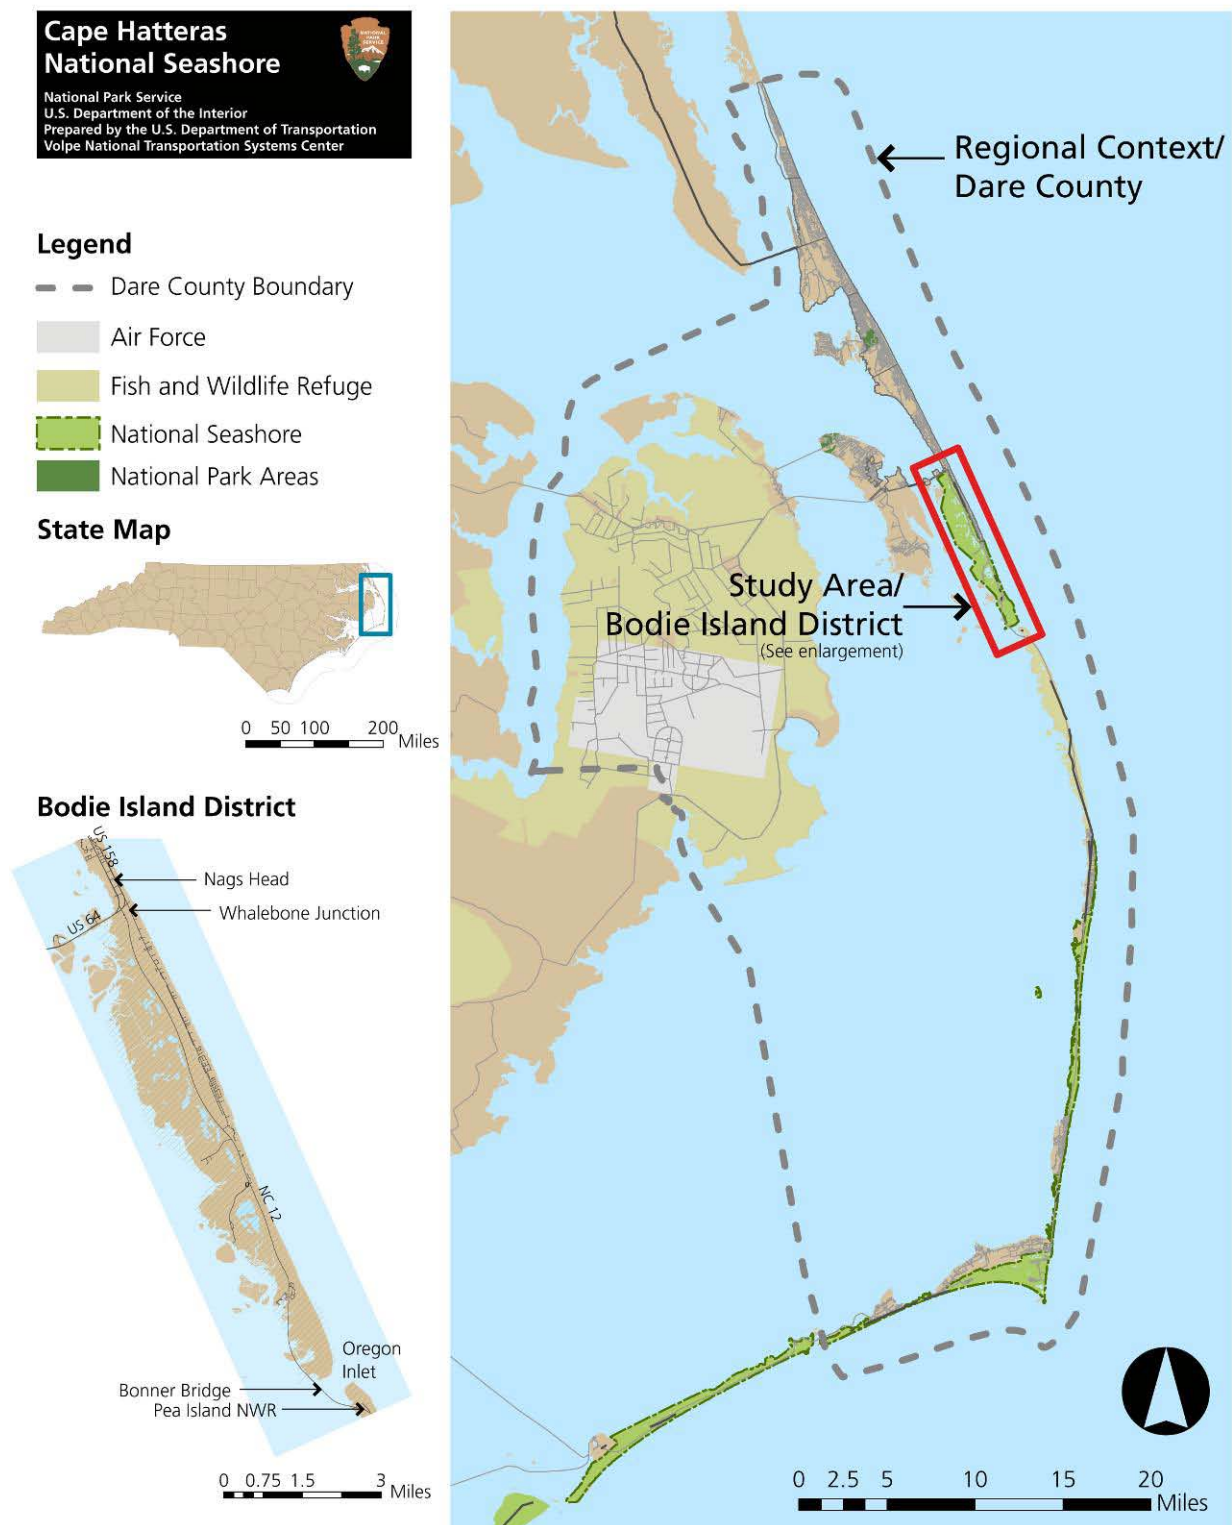 Cape Hatteras
National Seashore
NATIONAL
PARK
SERVICE
National Park Service
U.S. Department of the Interior
Prepared by the U.S. Department of Transportation
Volpe National Transportation Systems Center
Legend
Dare County Boundary
Air Force
Fish and Wildlife Refuge
National Seashore
National Park Areas
State Map
0 50 100 200 Miles
Bodie Island District
US 158
Nags Head
Whalebone Junction
US 64
NC 12
Oregon
Inlet
Bonner Bridge
Pea Island NWR
0 0.75 1.5 3 Miles
Regional Context/
Dare County
Study Area/
Bodie Island District
(See enlargement)
0 2.5 5 10 15 20 Miles